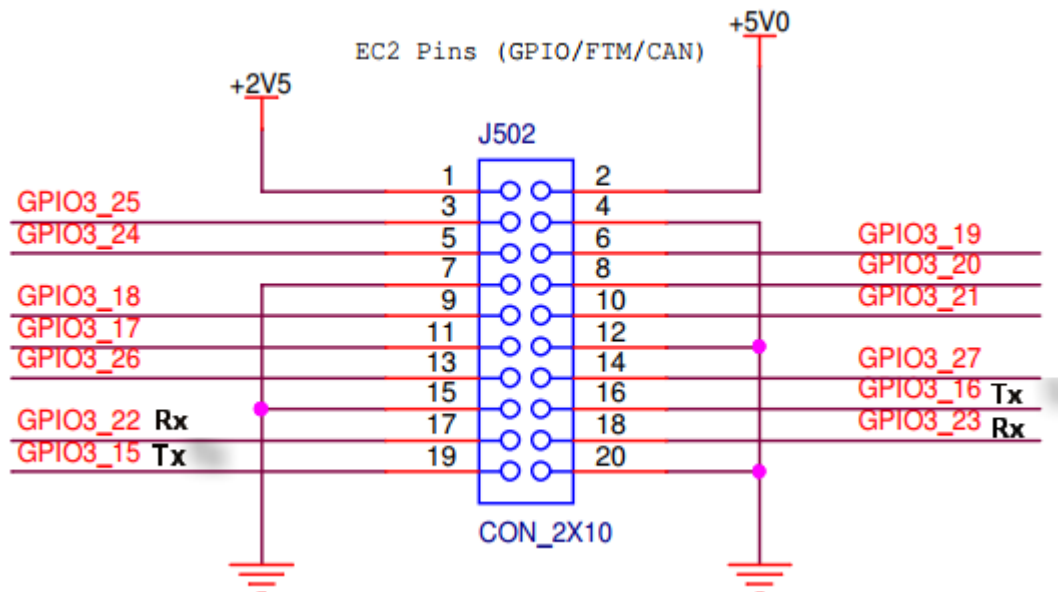 +5V0
EC2 Pins (GPIO/FTM/CAN)
+2V5
J502
1 2
GPIO3_25 3 4
GPIO3_24 5 6 GPIO3_19
7 8 GPIO3_20
GPIO3_18 9 10 GPIO3_21
GPIO3_17 11 12
GPIO3_26 13 14 GPIO3_27
15 16 GPIO3_16 Tx
GPIO3_22 Rx 17 18 GPIO3_23 Rx
GPIO3_15 Tx 19 20
CON_2X10